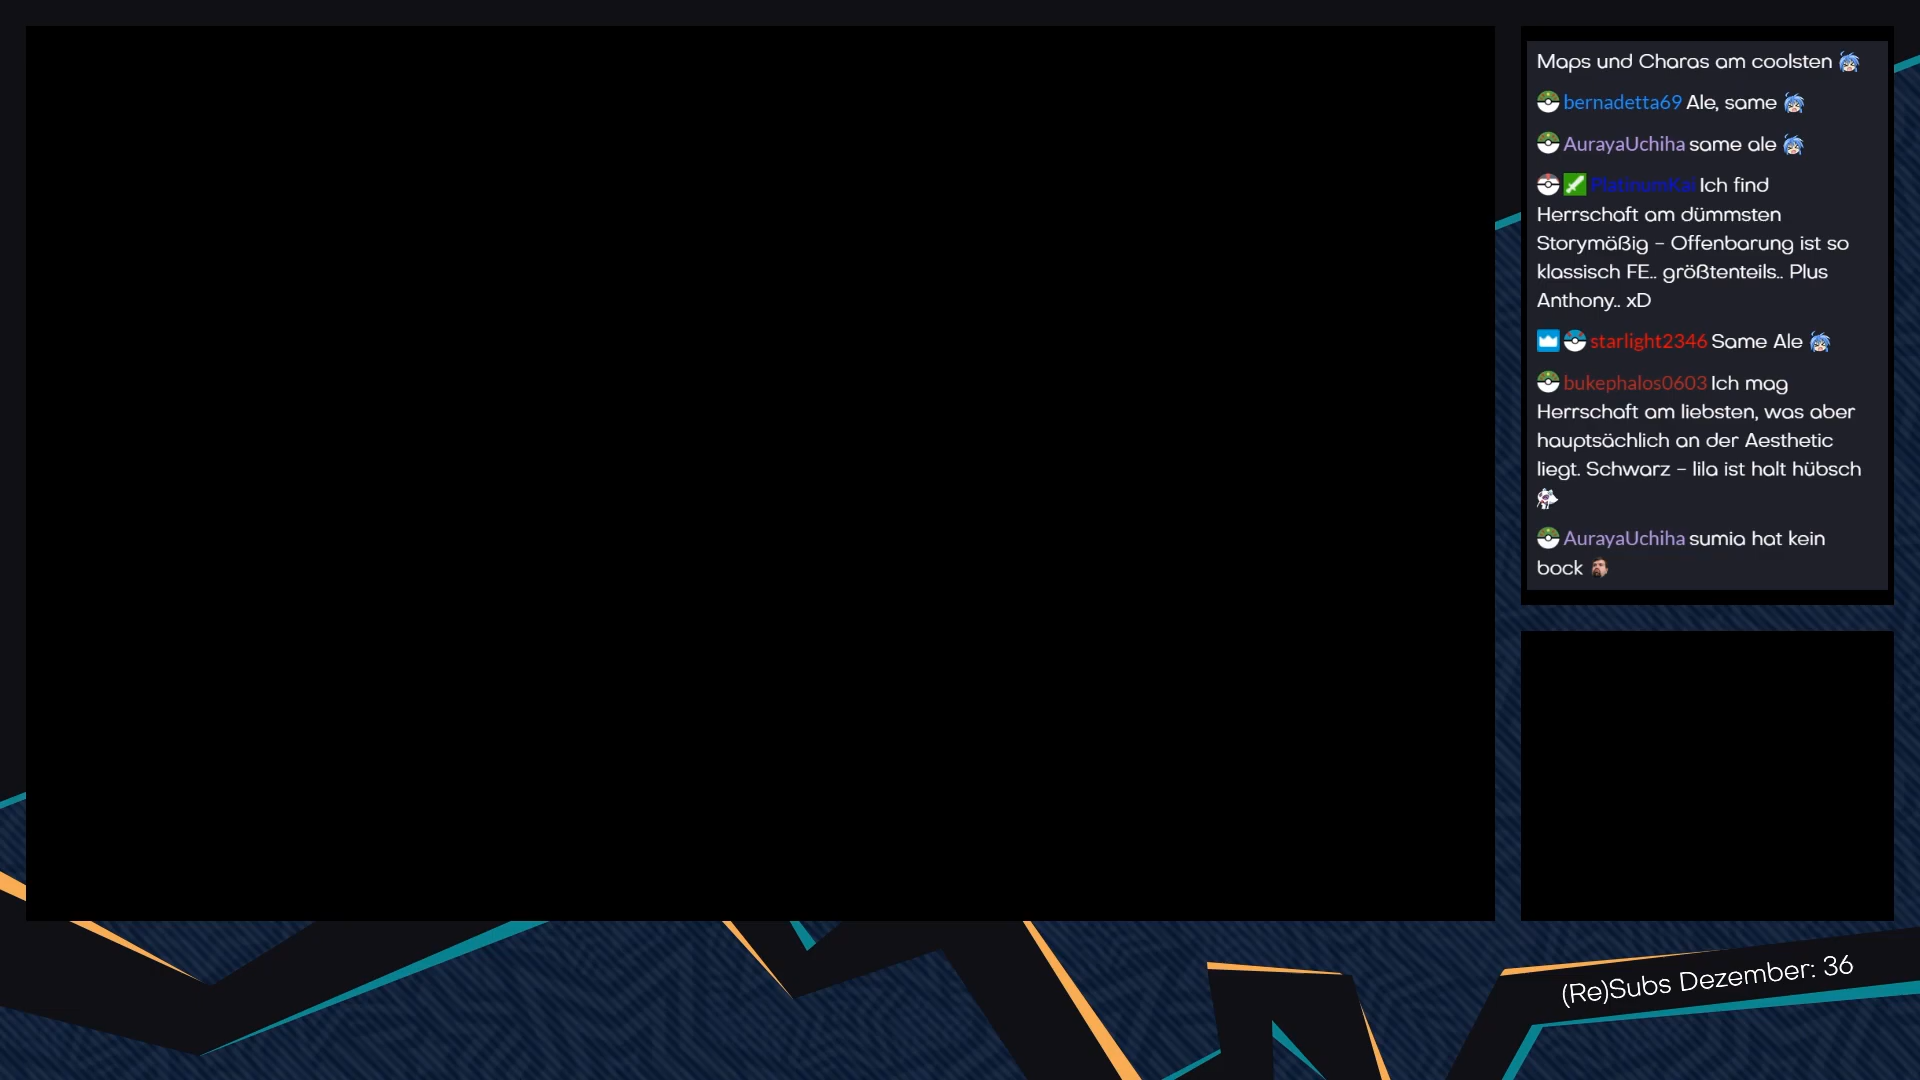 Maps und Charas am coolsten
bernadetta69 Ale, same
AurayaUchiha same ale
PlatinumKai Ich find
Herrschaft am dümmsten
Storymäßig - Offenbarung ist so
klassisch FE.. größtenteils.. Plus
Anthony.. xD
starlight2346 Same Ale
bukephalos0603 Ich mag
Herrschaft am liebsten, was aber
hauptsächlich an der Aesthetic
liegt. Schwarz - lila ist halt hübsch
AurayaUchiha sumia hat kein
bock
(Re)Subs Dezember: 36